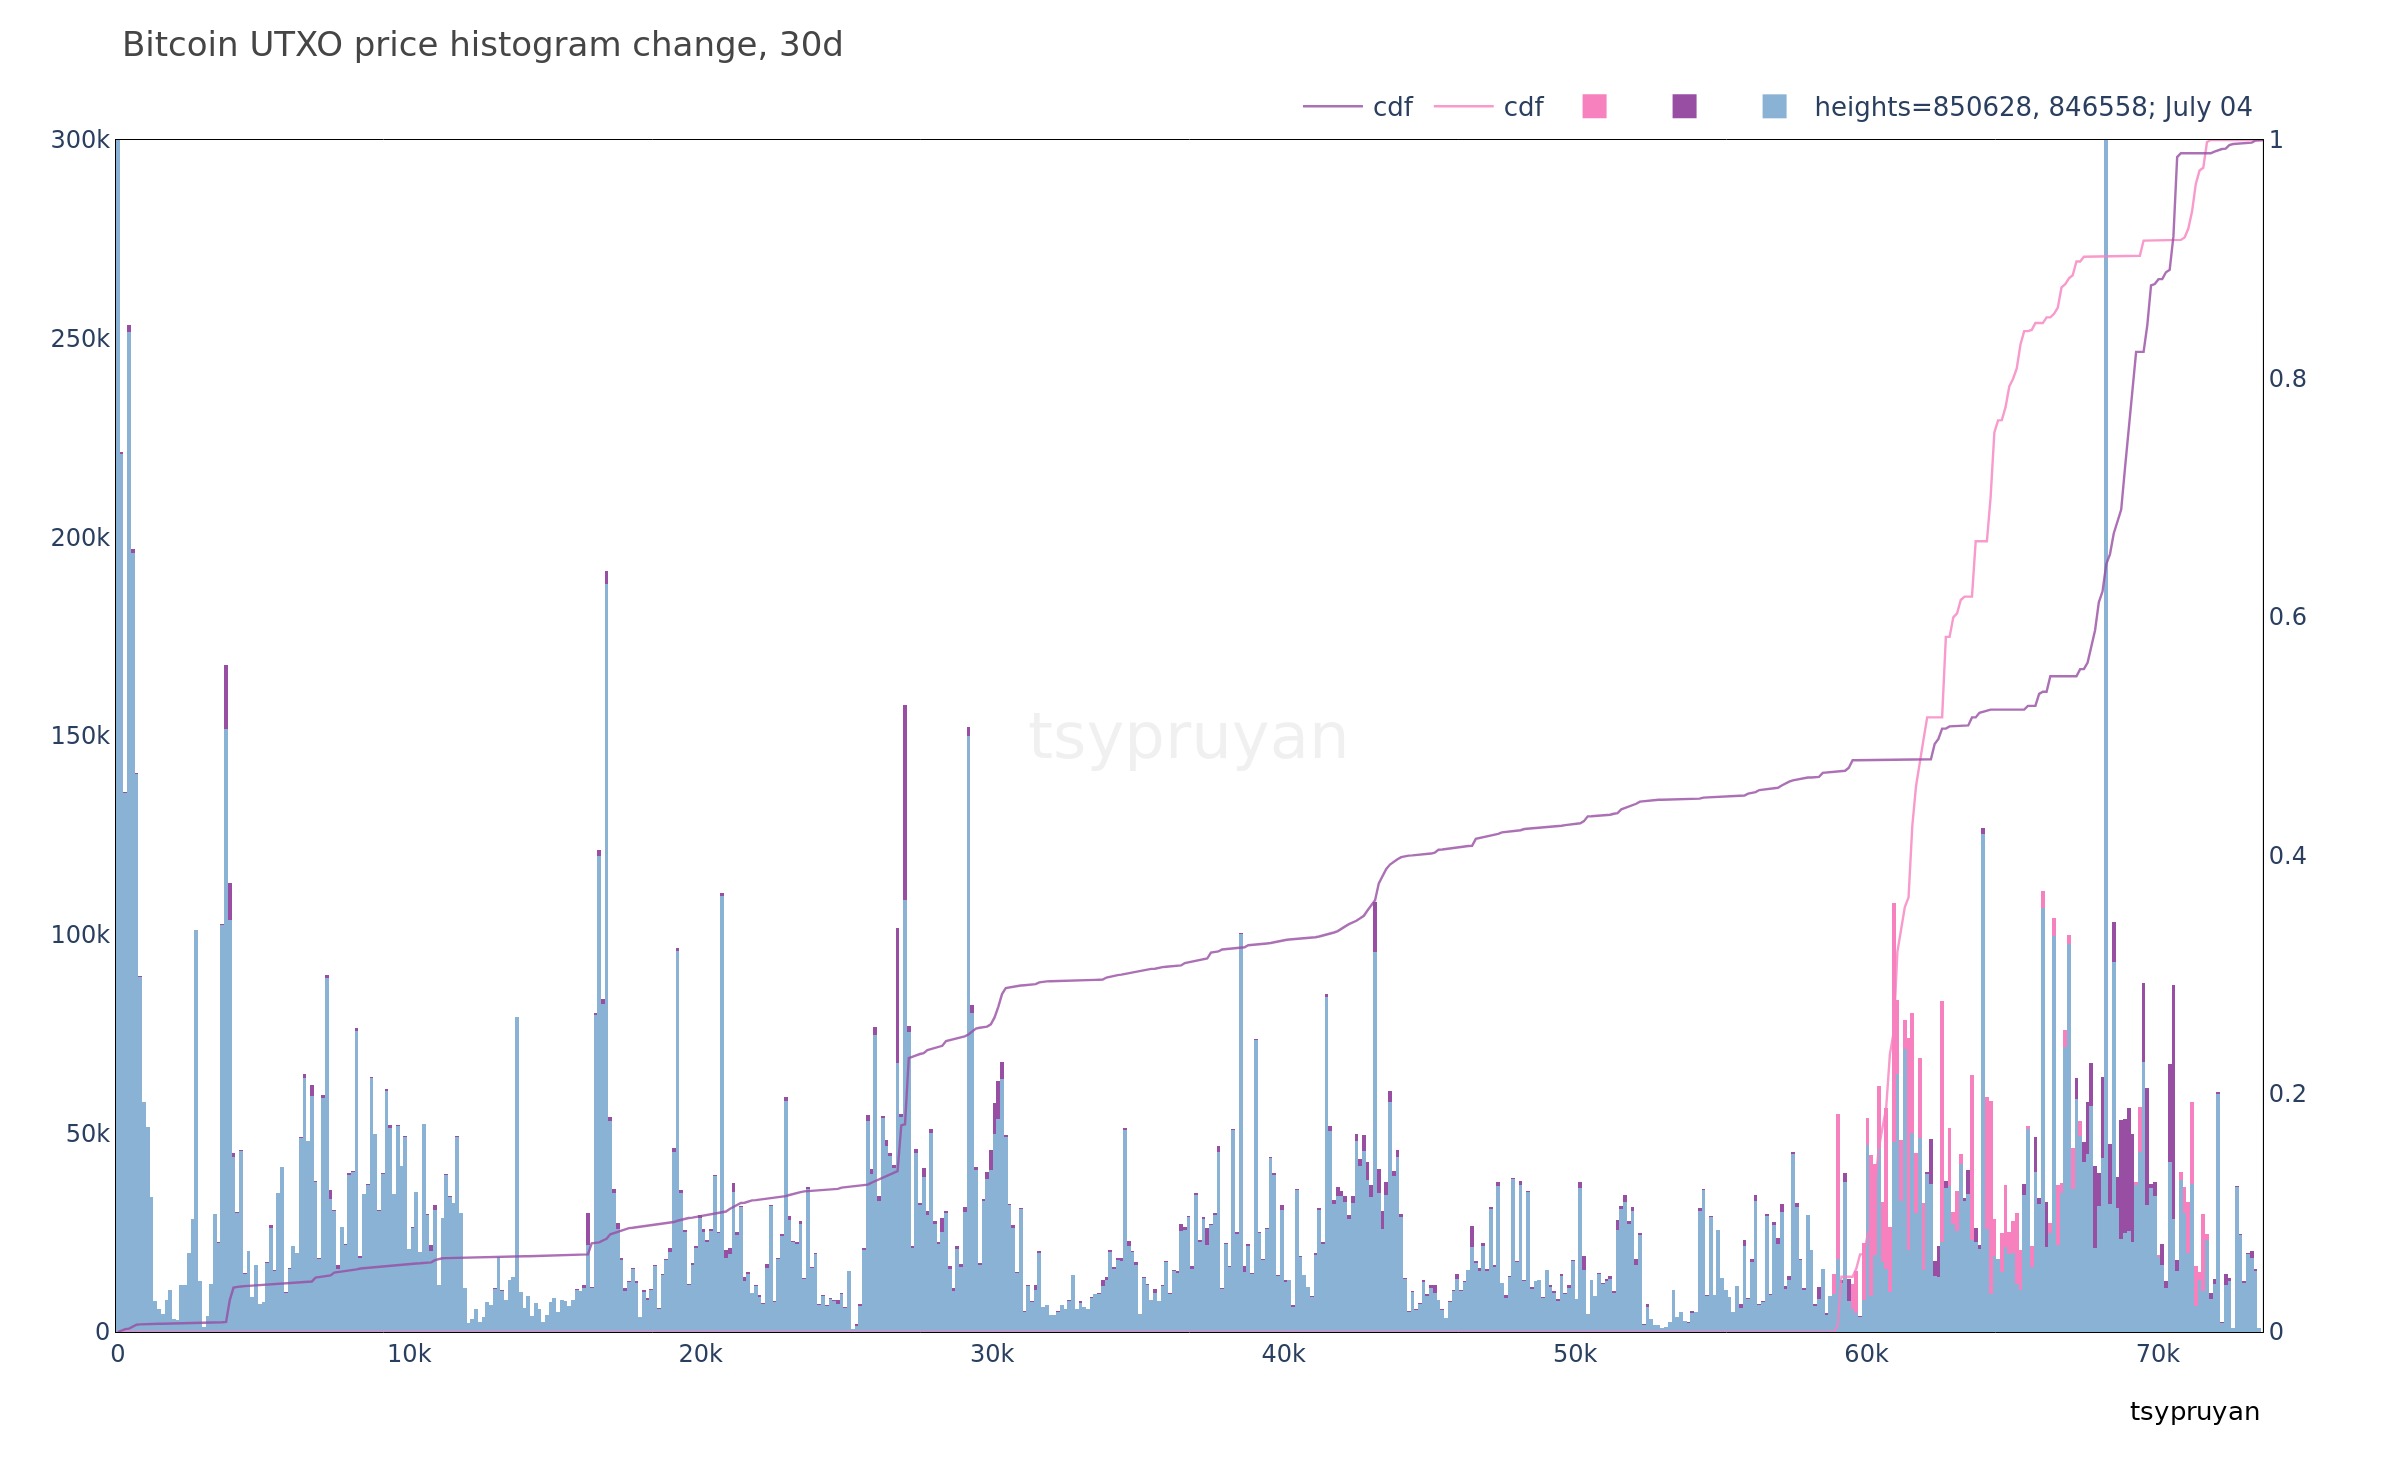 Bitcoin UTXO price histogram change, 30d
cdf cdf heights=850628, 846558; July 04
300k 1
250k
0.8
200k
0.6
150k
tsypruyan
0.4
100k
0.2
50k
0 0
0 10k 20k 30k 40k 50k 60k 70k
tsypruyan